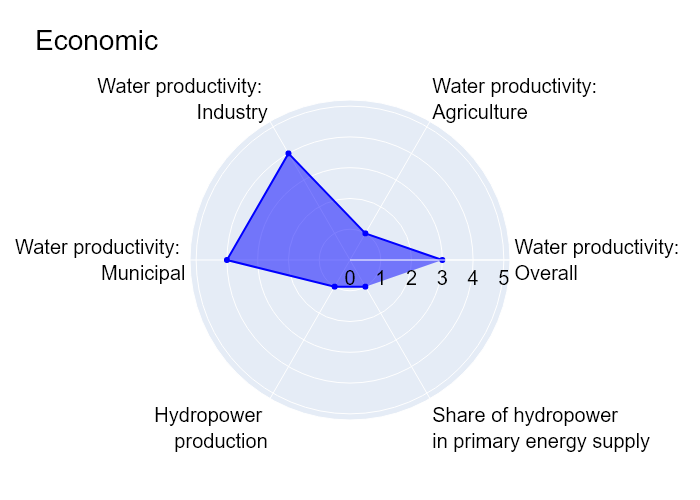 Economic
Water productivity:
Industry
Water productivity:
Agriculture
Water productivity:
Municipal
Water productivity:
Overall
0 1 2 3 4 5
Hydropower
production
Share of hydropower
in primary energy supply